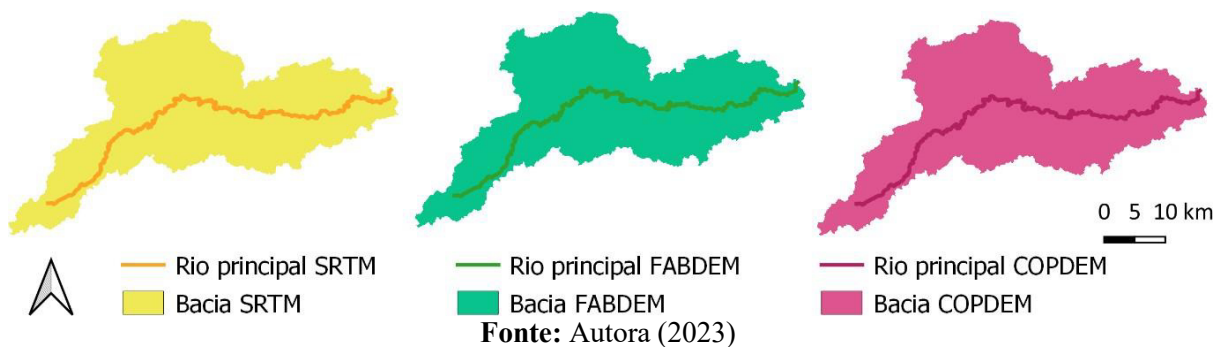 0 5 10 km
Rio principal SRTM
Rio principal FABDEM
Rio principal COPDEM
Bacia SRTM
Bacia FABDEM
Bacia COPDEM
Fonte: Autora (2023)